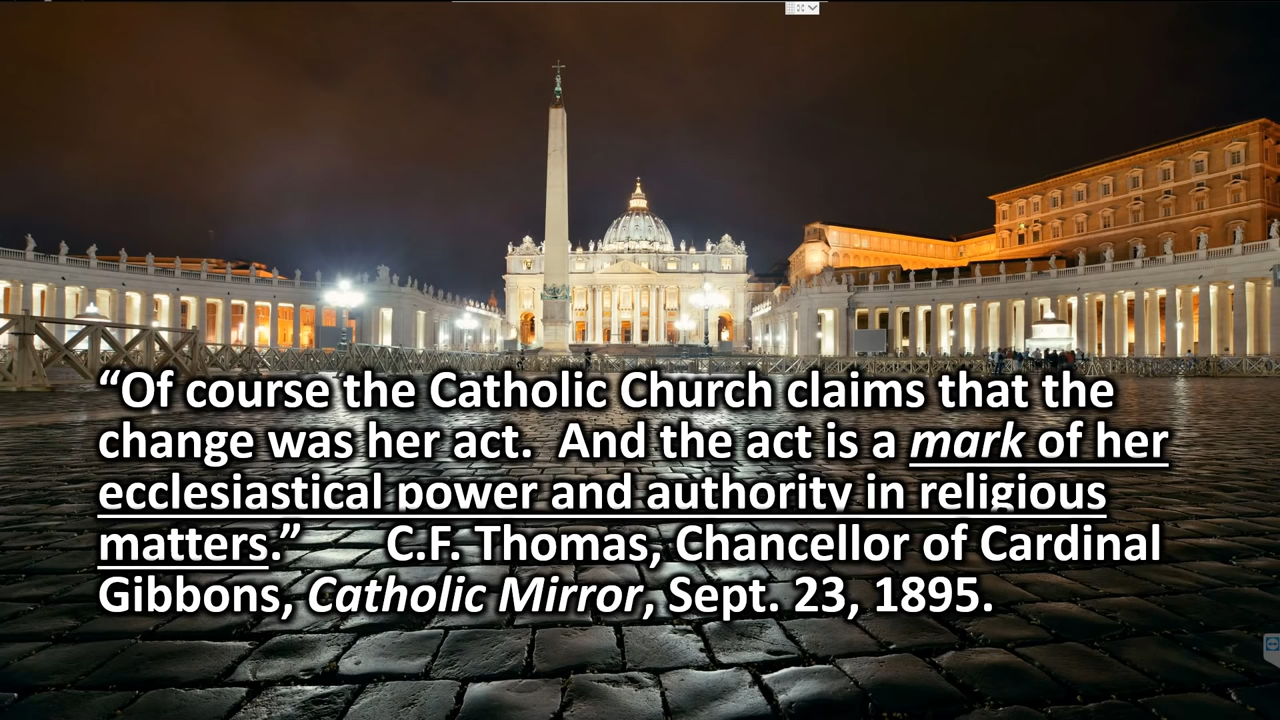 “Of course the Catholic Church claims that the
change was her act.  And the act is a mark of her
ecclesiastical power and authority in religious
matters.”     C.F. Thomas, Chancellor of Cardinal
Gibbons, Catholic Mirror, Sept. 23, 1895.